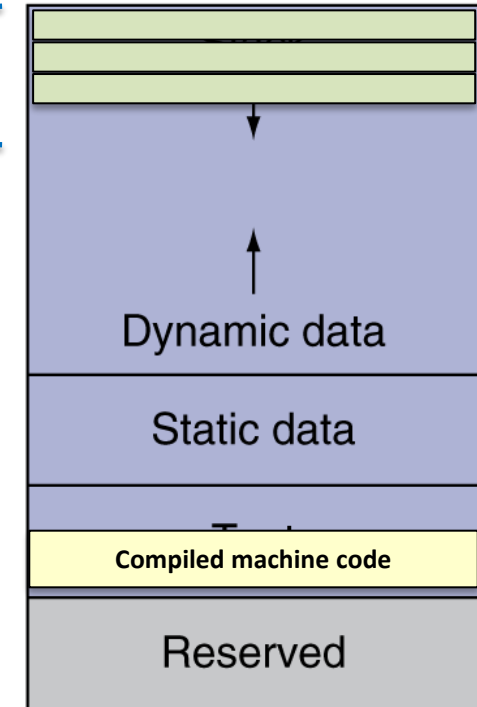 Dynamic data
Static data
Compiled machine code
Reserved